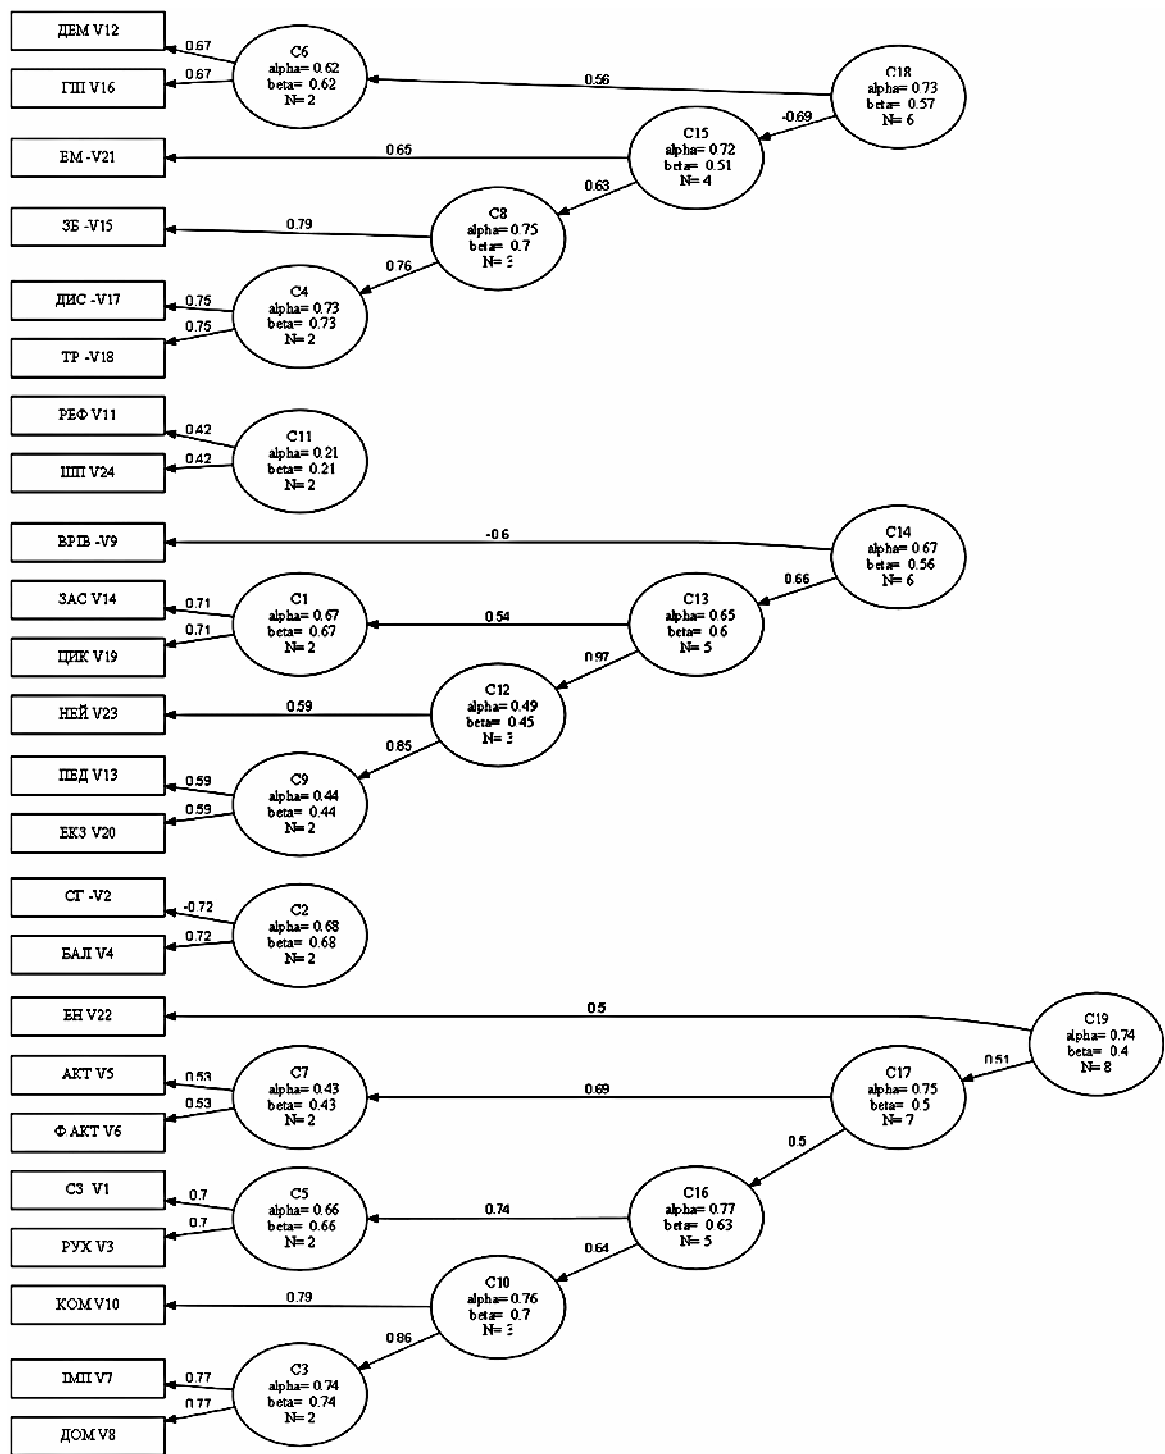 ДЕМ V12
0.67
C6
alpha= 0.62
beta= 0.62
N= 2
ГІП V16
0.67
0.56
C18
alpha= 0.73
beta= 0.57
N= 6
-0.69
C15
alpha= 0.72
beta= 0.51
N= 4
ЕМ -V21
0.65
0.63
C8
alpha= 0.75
beta= 0.7
N= 3
ЗБ -V15
0.79
0.76
C4
alpha= 0.73
beta= 0.73
N= 2
ДИС -V17
0.75
ТР -V18
0.75
РЕФ V11
0.42
C11
alpha= 0.21
beta= 0.21
N= 2
V24
0.42
ВРІВ -V9
-0.6
C14
alpha= 0.67
beta= 0.56
N= 6
0.66
ЗАС V14
0.71
C1
alpha= 0.67
beta= 0.67
N= 2
0.54
C13
alpha= 0.65
beta= 0.6
N= 5
ЦИК V19
0.71
0.97
C12
alpha= 0.49
beta= 0.45
N= 3
НЕЙ V23
0.59
0.85
ПЕД V13
0.59
C9
alpha= 0.44
beta= 0.44
N= 2
ЕКЗ V20
0.59
СГ -V2
-0.72
C2
alpha= 0.68
beta= 0.68
N= 2
БАЛ V4
0.72
ЕН V22
0.5
C19
alpha= 0.74
beta= 0.4
N= 8
0.51
АКТ V5
0.53
C7
alpha= 0.43
beta= 0.43
N= 2
0.69
C17
alpha= 0.75
beta= 0.5
N= 7
Ф АКТ V6
0.53
0.5
СЗ V1
0.7
C5
alpha= 0.66
beta= 0.66
N= 2
0.74
C16
alpha= 0.77
beta= 0.63
N= 5
РУХ V3
0.7
0.64
C10
alpha= 0.76
beta= 0.7
N= 3
КОМ V10
0.79
0.86
ІМП V7
0.77
C3
alpha= 0.74
beta= 0.74
N= 2
ДОМ V8
0.77